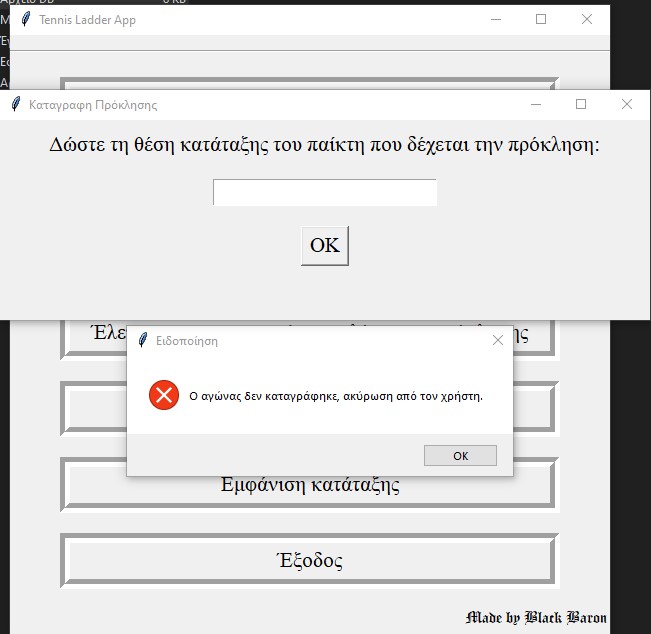 Tennis Ladder App
Καταγραφη Πρόκλησης
Δώστε τη θέση κατάταξης του παίκτη που δέχεται την πρόκληση:
OK
Έλε
ης
Ειδοποίηση
Ο αγώνας δεν καταγράφηκε, ακύρωση από τον χρήστη.
OK
Εμφάνιση κατάταξης
Έξοδος
Made by Black Baron